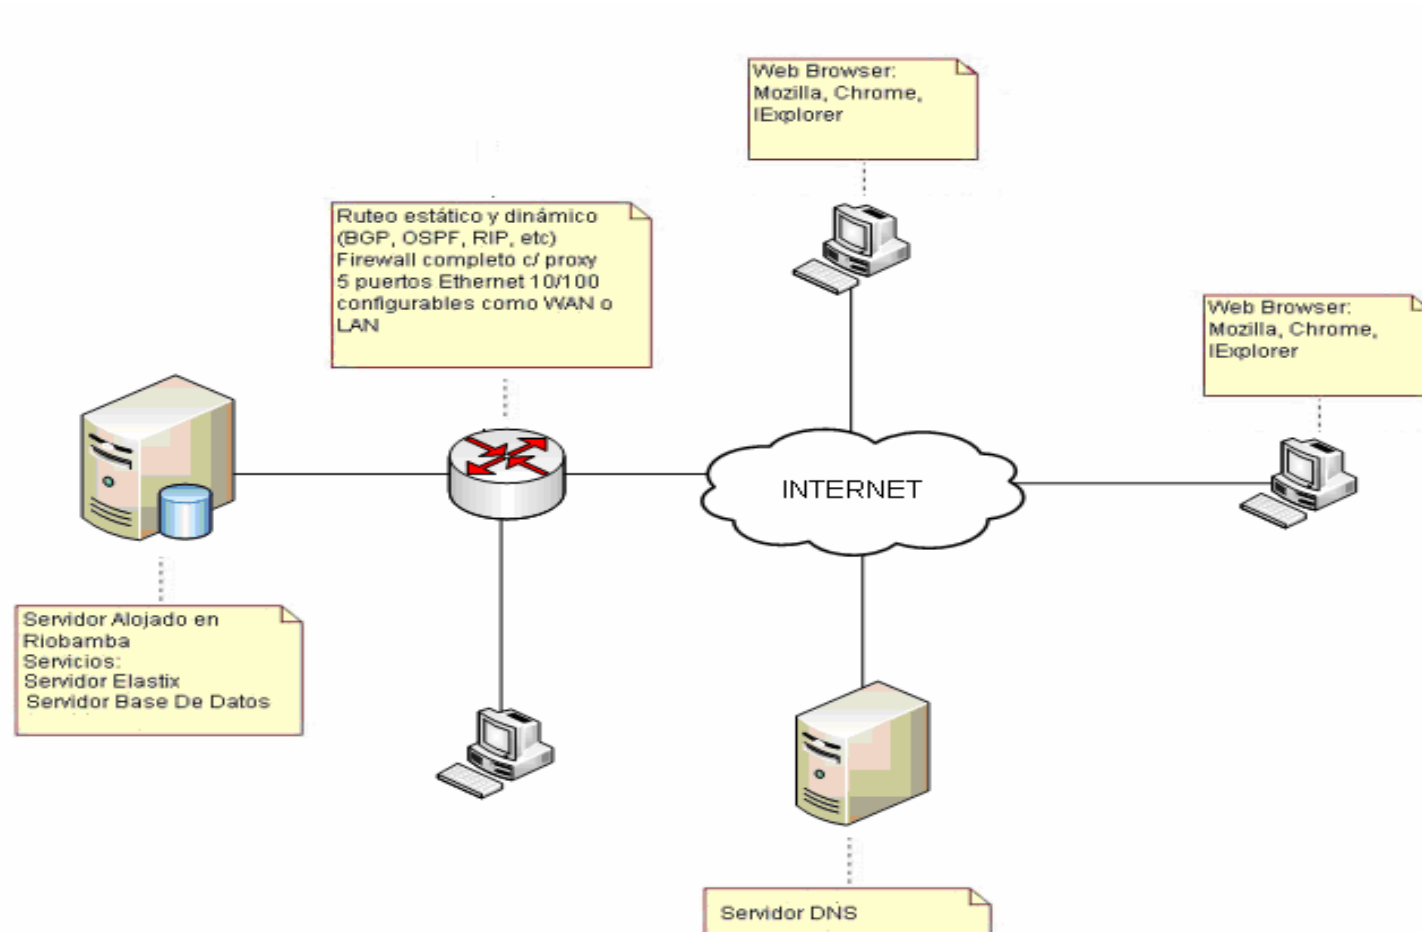 Web Browser:
Mozilla, Chrome,
IExplorer
Ruteo estático y dinámico
(BGP, OSPF, RIP, etc)
Firewall completo c/ proxy
5 puertos Ethernet 10/100
configurables como WAN o
LAN
Web Browser:
Mozilla, Chrome,
IExplorer
INTERNET
Servidor Alojado en
Riobamba
Servicios:
Servidor Elastix
Servidor Base De Datos
Servidor DNS